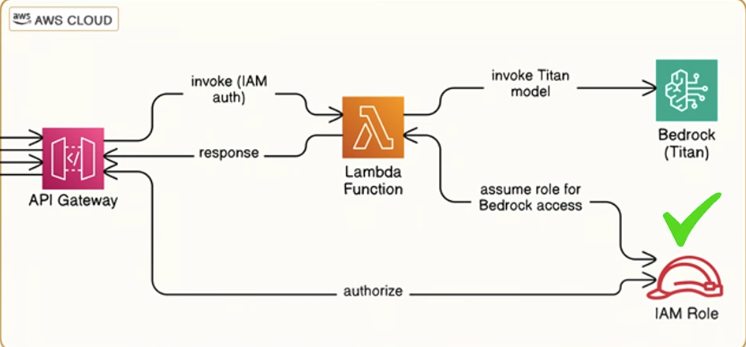 aws AWS CLOUD
invoke (IAM
auth)
invoke Titan
model
Bedrock
(Titan)
response
API Gateway
Lambda
Function
assume role for
Bedrock access
authorize
IAM Role